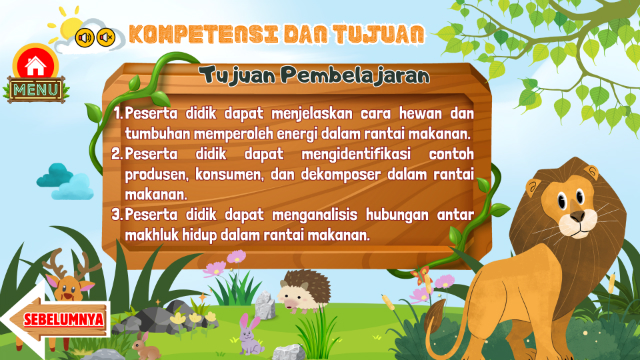 KOMPETENSI DAN TUJUAN
MENU
Tujuan Pembelajaran
1. Peserta didik dapat menjelaskan cara hewan dan
tumbuhan memperoleh energi dalam rantai makanan.
2. Peserta didik dapat mengidentifikasi contoh
produsen, konsumen, dan dekomposer dalam rantai
makanan.
3. Peserta didik dapat menganalisis hubungan antar
makhluk hidup dalam rantai makanan.
SEBELUMNYA